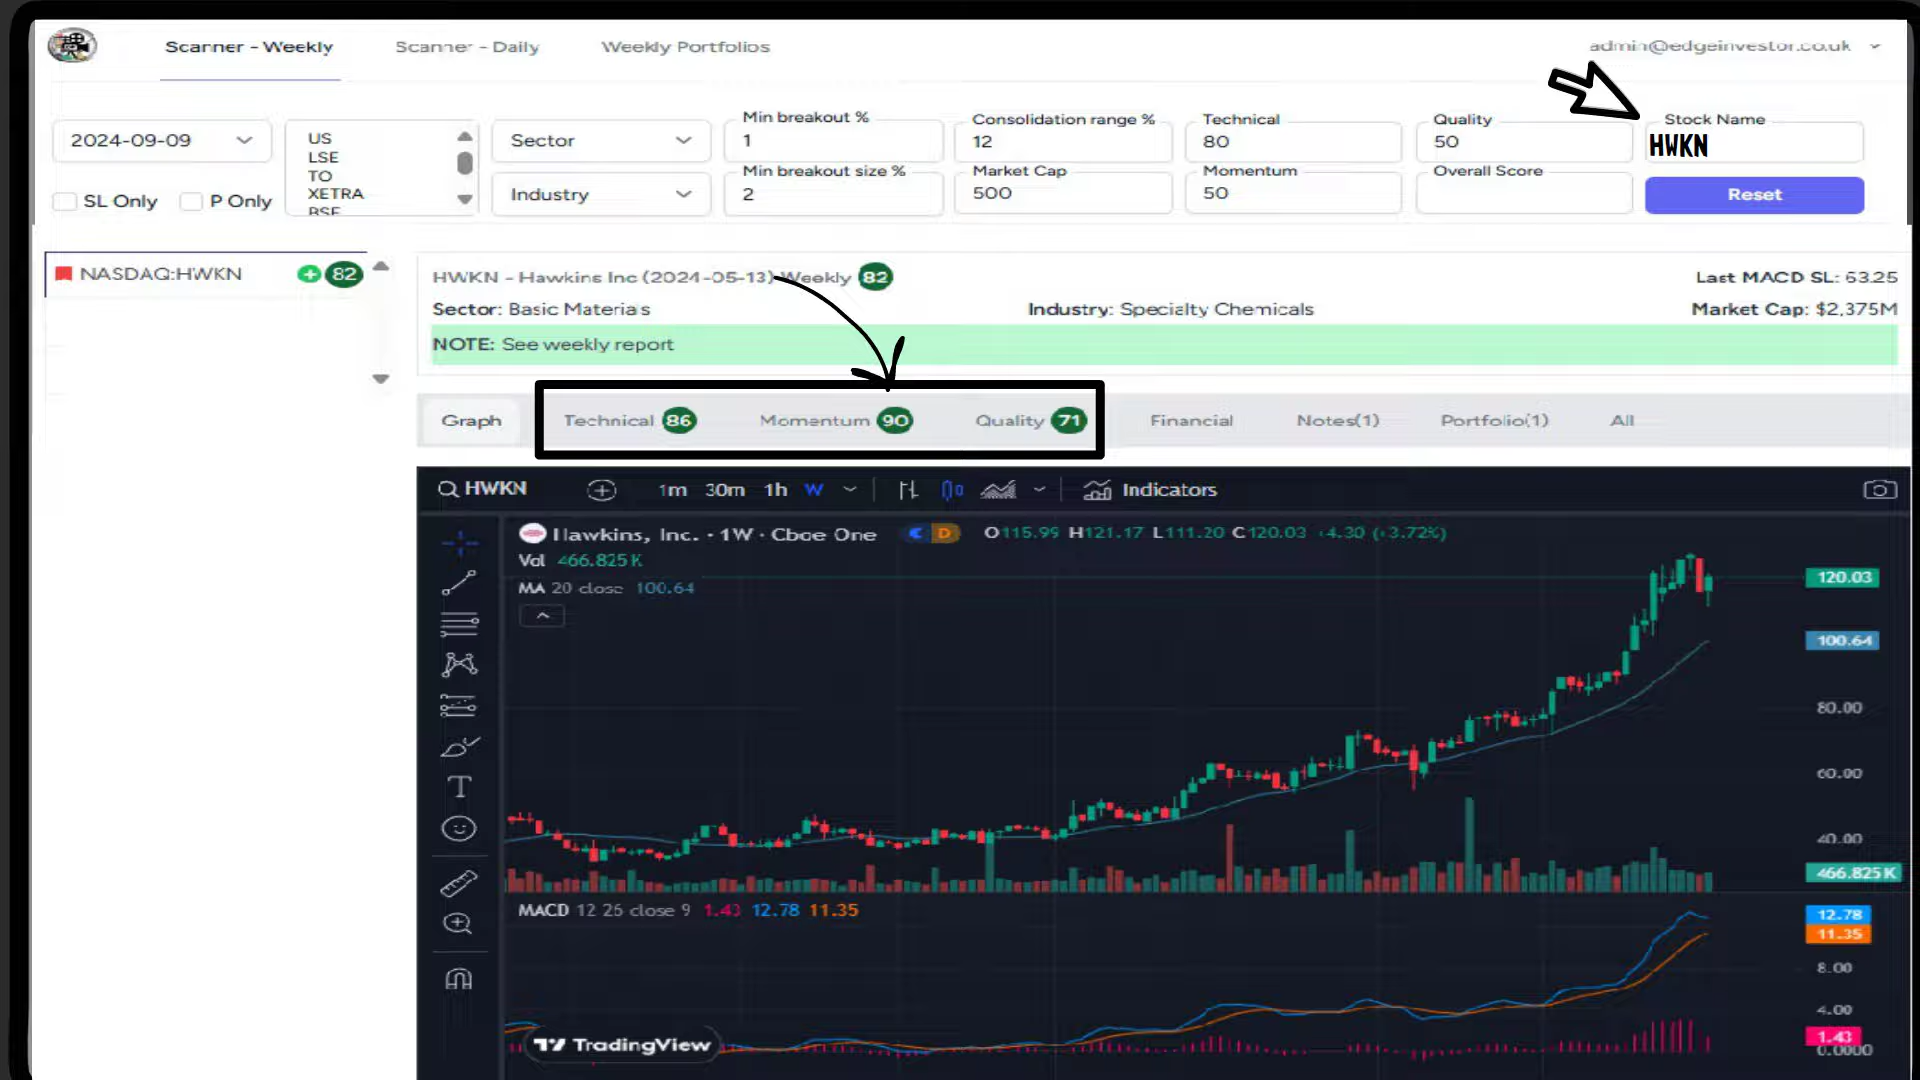 Scanner - Weekly
Scanner - Daily
Weekly Portfolios
admin@edgeinvestor.co.uk
2024-09-09
US
LSE
TO
XETRA
BSE
SL Only
P Only
Sector
Industry
Min breakout %
1
Min breakout size %
2
Consolidation range %
12
Market Cap
500
Technical
80
Momentum
50
Quality
50
Overall Score
Stock Name
HWKN
Reset
NASDAQ:HWKN
82
HWKN - Hawkins Inc (2024-05-13) Weekly 82
Last MACD SL: 63.25
Sector: Basic Materials
Industry: Specialty Chemicals
Market Cap: $2,375M
NOTE: See weekly report
Graph
Technical 86
Momentum 90
Quality 71
Financial
Notes(1)
Portfolio(1)
All
HWKN
1m 30m 1h W
Indicators
Hawkins, Inc. · 1W · Cboe One
D
O115.99 H121.17 L111.20 C120.03 +4.30 (+3.72%)
Vol 466.825 K
MA 20 close 100.64
120.03
100.64
80.00
60.00
40.00
466.825 K
MACD 12 26 close 9 1.43 12.78 11.35
12.78
11.35
8.00
4.00
1.43
0.0000
TradingView